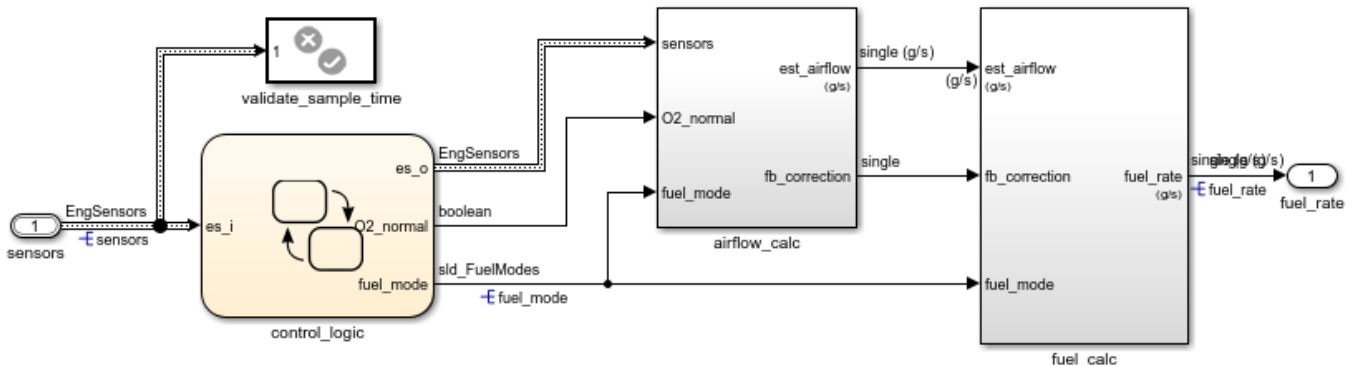 1
validate_sample_time
1
sensors
EngSensors
sensors
es_i
es_o
O2_normal
fuel_mode
control_logic
EngSensors
boolean
sld_FuelModes
fuel_mode
sensors
O2_normal
fuel_mode
est_airflow
(g/s)
fb_correction
airflow_calc
single (g/s)
(g/s)
single
est_airflow
(g/s)
fb_correction
fuel_mode
fuel_rate
(g/s)
fuel_calc
fuel_rate
1
fuel_rate